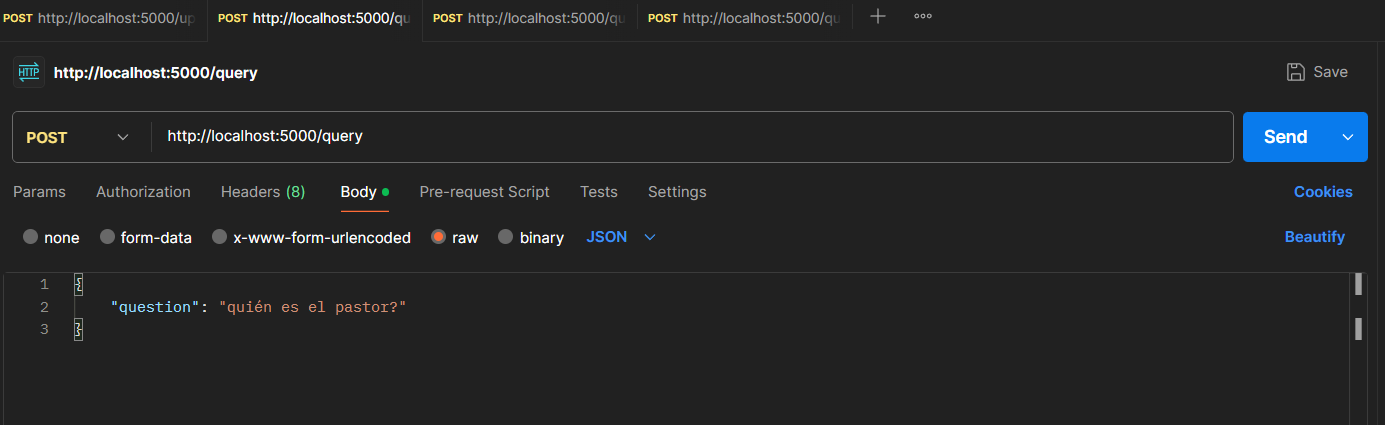 POST http://localhost:5000/up POST http://localhost:5000/qu POST http://localhost:5000/qu POST http://localhost:5000/qu
HTTP http://localhost:5000/query Save
POST http://localhost:5000/query Send
Params Authorization Headers (8) Body Pre-request Script Tests Settings Cookies
none form-data x-www-form-urlencoded raw binary JSON Beautify
1 {
2 "question": "quién es el pastor?"
3 }